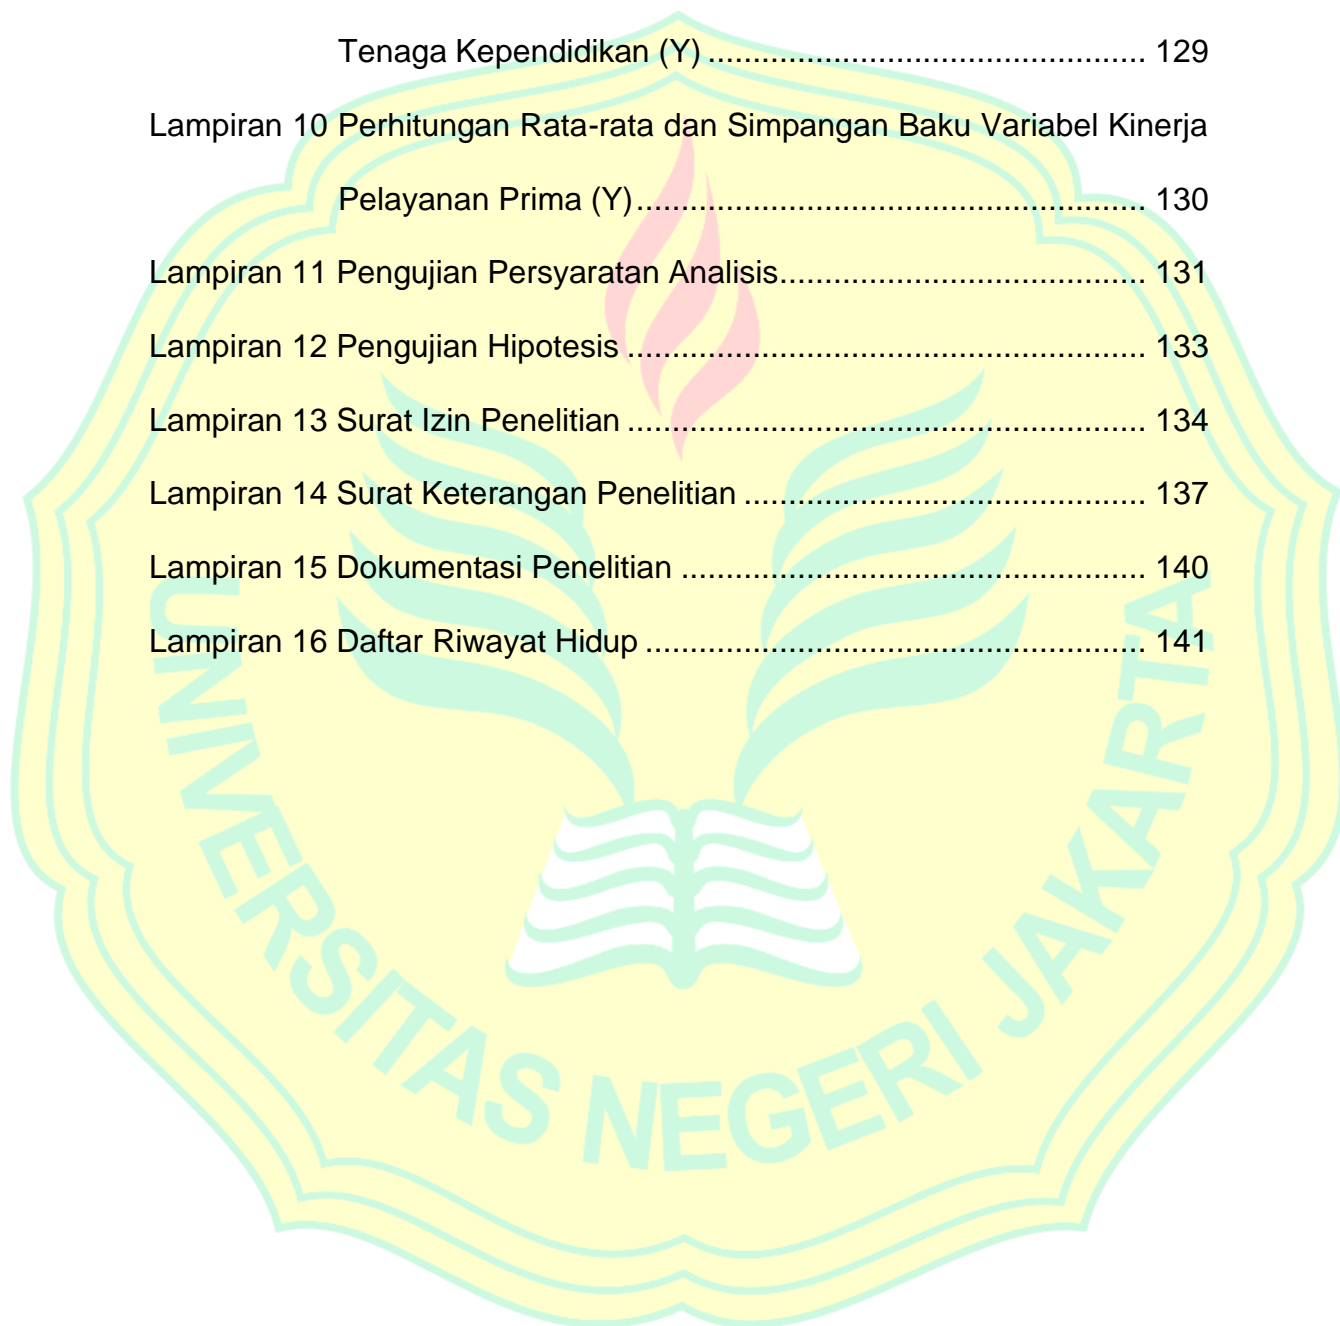 Tenaga Kependidikan (Y) ................................................. 129
Lampiran 10 Perhitungan Rata-rata dan Simpangan Baku Variabel Kinerja
Pelayanan Prima (Y) ......................................................... 130
Lampiran 11 Pengujian Persyaratan Analisis......................................... 131
Lampiran 12 Pengujian Hipotesis .......................................................... 133
Lampiran 13 Surat Izin Penelitian .......................................................... 134
Lampiran 14 Surat Keterangan Penelitian ............................................. 137
Lampiran 15 Dokumentasi Penelitian .................................................... 140
Lampiran 16 Daftar Riwayat Hidup ........................................................ 141
UNIVERSITAS NEGERI JAKARTA